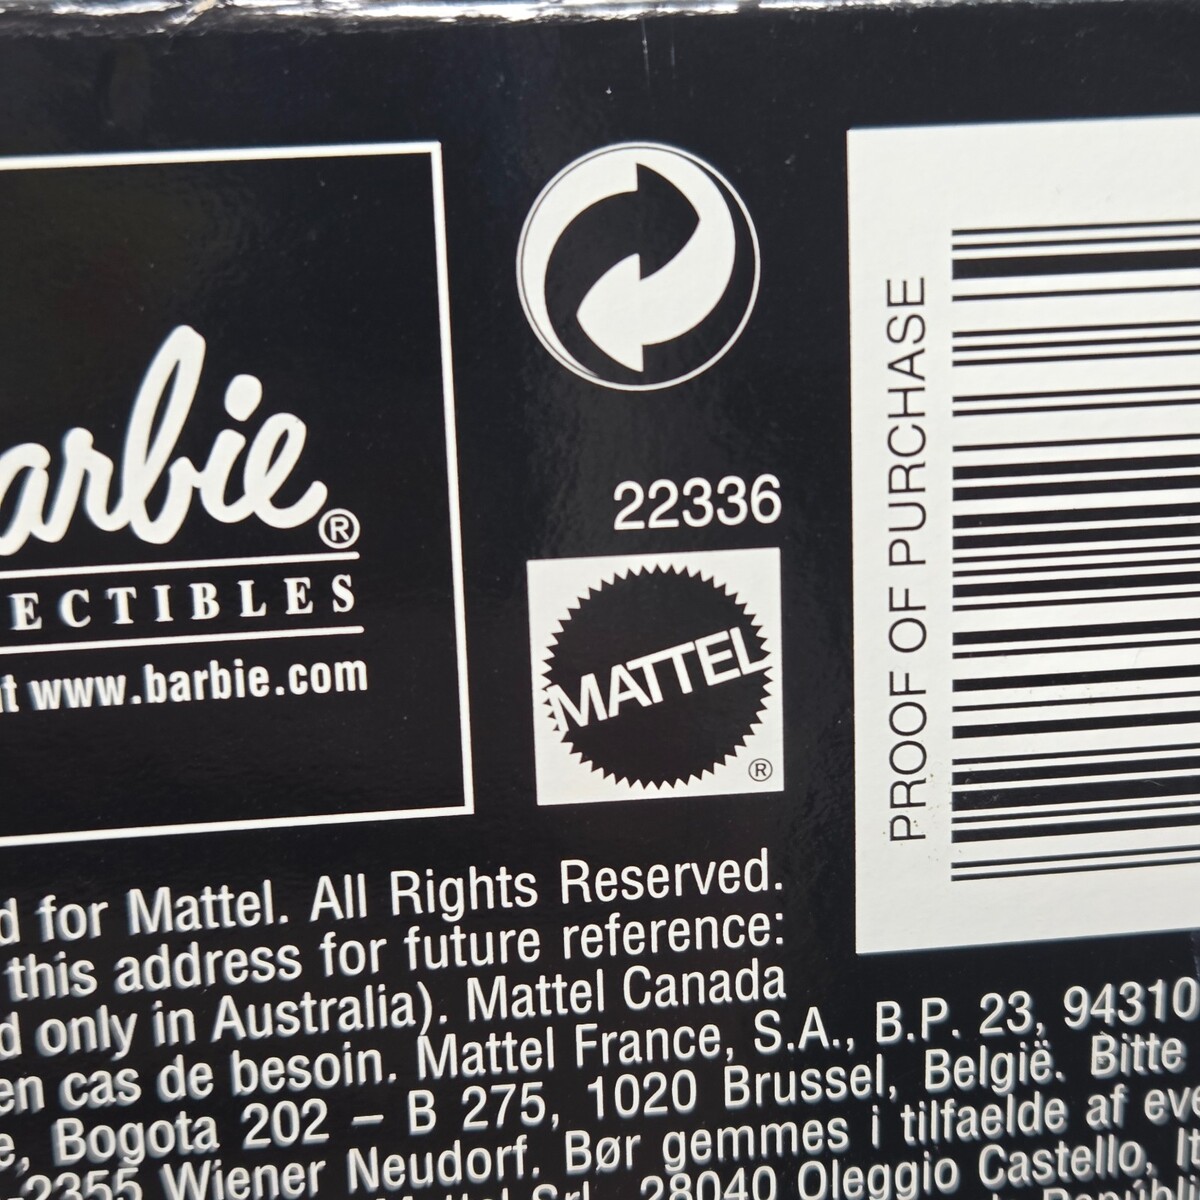 arbie®
ECTIBLES
www.barbie.com
22336
MATTEL®
PROOF OF PURCHASE
for Mattel. All Rights Reserved.
this address for future reference:
only in Australia). Mattel Canada
en cas de besoin. Mattel France, S.A., B.P. 23, 94310
Bogota 202 – B 275, 1020 Brussel, België. Bitte
-2355 Wiener Neudorf. Bør gemmes i tilfaelde af
28040 Oleggio Castello,